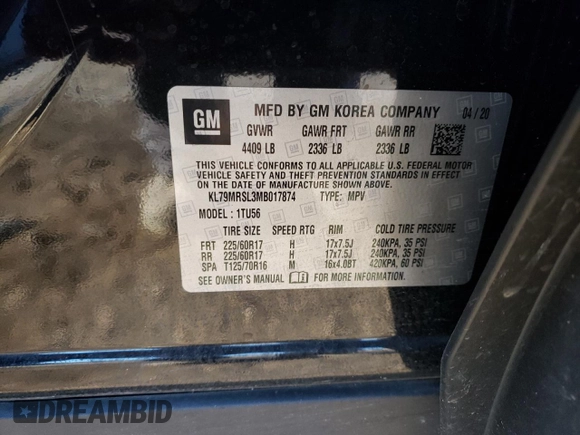 GM
MFD BY GM KOREA COMPANY 04/20
GVWR GAWR FRT GAWR RR
4409 LB 2336 LB 2336 LB
THIS VEHICLE CONFORMS TO ALL APPLICABLE U.S. FEDERAL MOTOR
VEHICLE SAFETY AND THEFT PREVENTION STANDARDS IN EFFECT ON
THE DATE OF MANUFACTURE SHOWN ABOVE.
KL79MRSL3MB017874 TYPE: MPV
MODEL : 1TU56
TIRE SIZE SPEED RTG RIM COLD TIRE PRESSURE
FRT 225/60R17 H 17x7.5J 240KPA, 35 PSI
RR 225/60R17 H 17x7.5J 240KPA, 35 PSI
SPA T125/70R16 M 16x4.0BT 420KPA, 60 PSI
SEE OWNER'S MANUAL FOR MORE INFORMATION.
DREAMBID